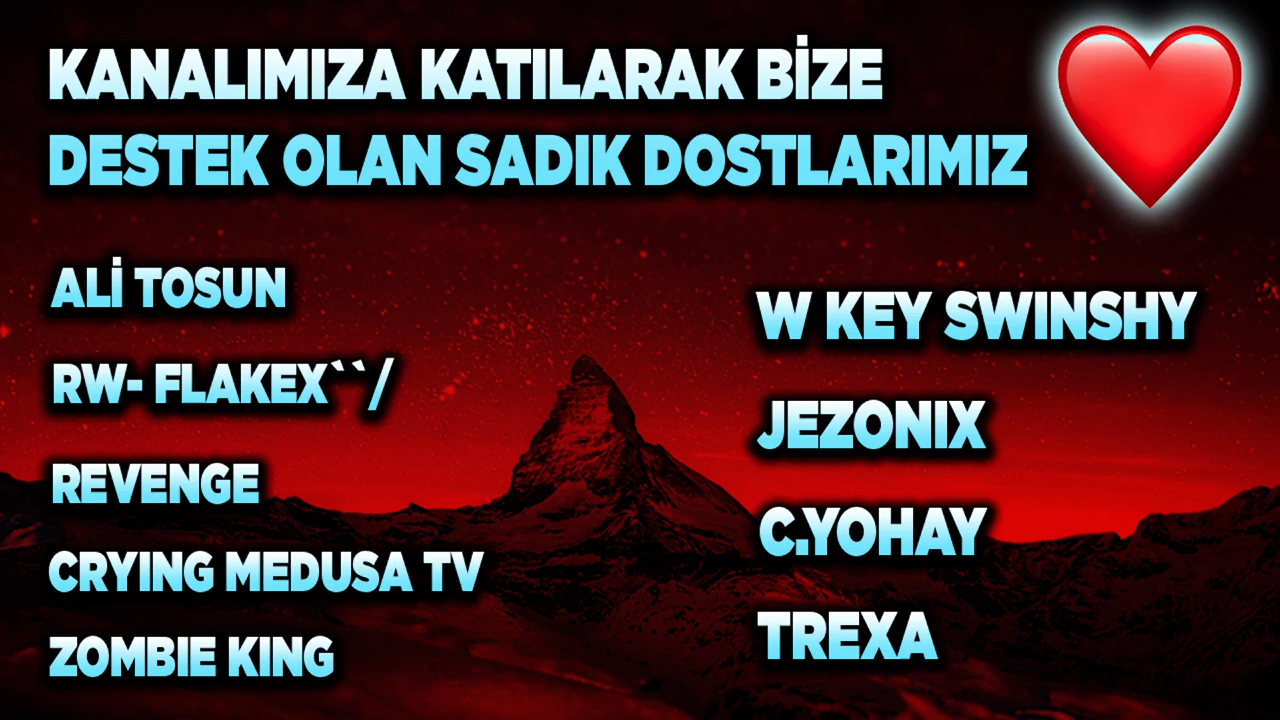 KANALIMIZA KATILARAK BİZE
DESTEK OLAN SADIK DOSTLARIMIZ
ALİ TOSUN
RW- FLAKEX``/
REVENGE
CRYING MEDUSA TV
ZOMBIE KING
W KEY SWINSHY
JEZONIX
C.YOHAY
TREXA